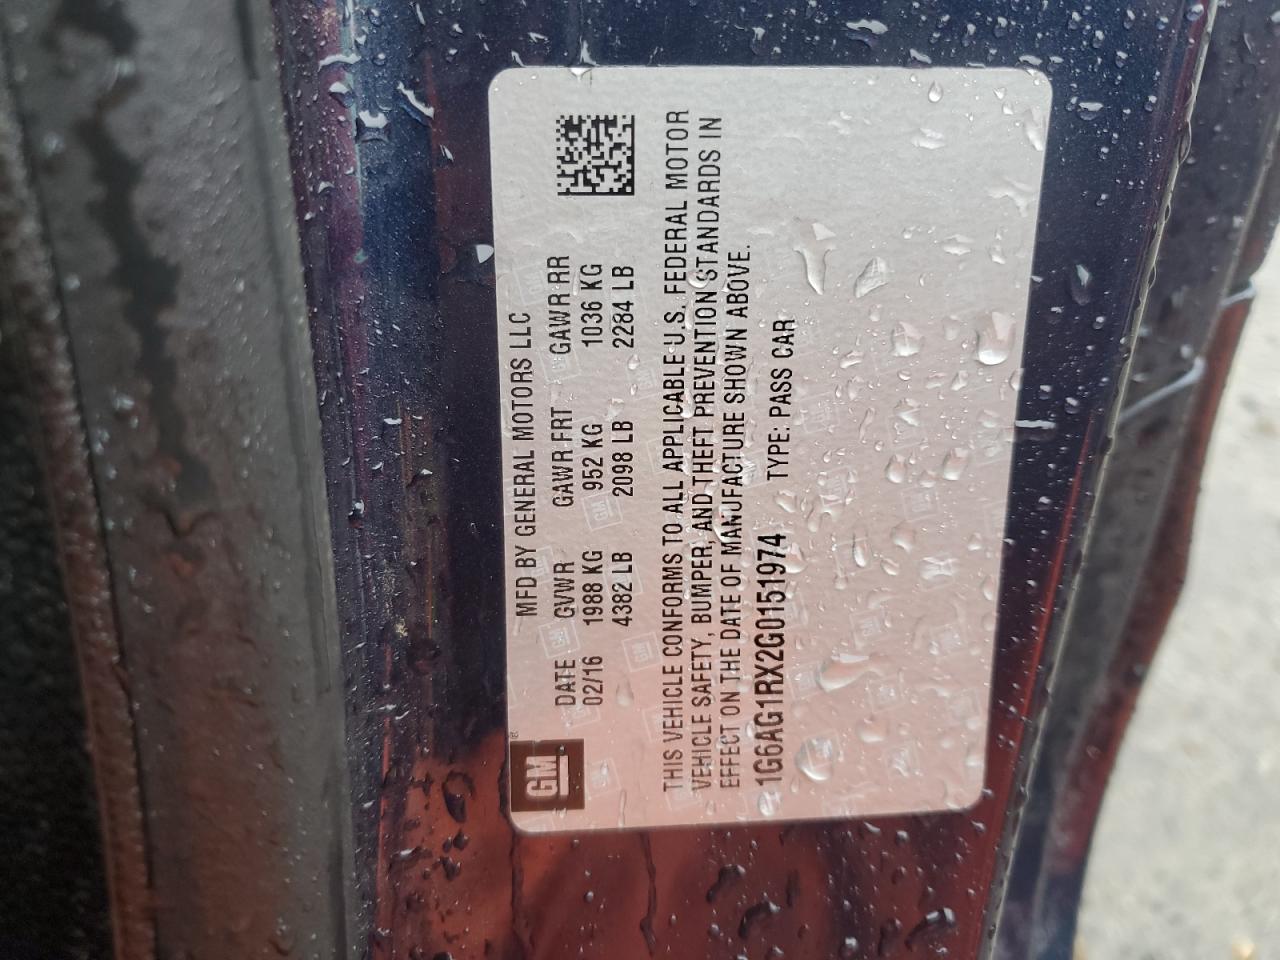 GM
MFD BY GENERAL MOTORS LLC
DATE GVWR GAWR FRT GAWR RR
02/16 1988 KG 952 KG 1036 KG
4382 LB 2098 LB 2284 LB
THIS VEHICLE CONFORMS TO ALL APPLICABLE U.S. FEDERAL MOTOR
VEHICLE SAFETY, BUMPER, AND THEFT PREVENTION STANDARDS IN
EFFECT ON THE DATE OF MANUFACTURE SHOWN ABOVE.
1G6AG1RX2G0151974 TYPE: PASS CAR